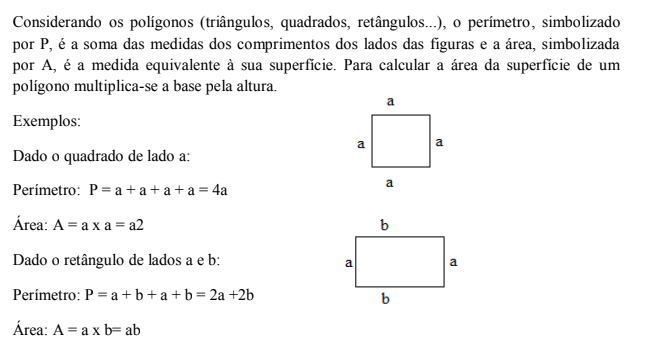 Considerando os polígonos (triângulos, quadrados, retângulos...), o perímetro, simbolizado
por P, é a soma das medidas dos comprimentos dos lados das figuras e a área, simbolizada
por A, é a medida equivalente à sua superfície. Para calcular a área da superfície de um
polígono multiplica-se a base pela altura.
a
Exemplos:
a
a
Dado o quadrado de lado a:
a
Perímetro: P = a + a + a + a = 4a
Área: A = a x a = a2
b
Dado o retângulo de lados a e b:
a
a
Perímetro: P = a + b + a + b = 2a +2b
b
Área: A = a x b= ab